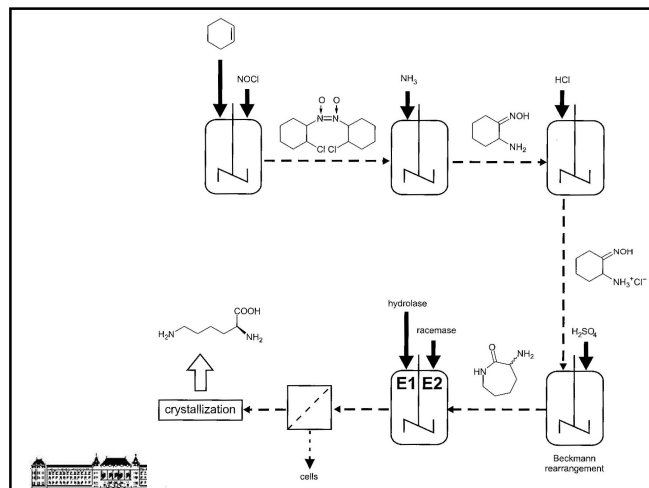 NOCl
O O
N=N
Cl Cl
NH₃
NOH
NH₂
HCl
NOH
NH₃⁺Cl⁻
H₂SO₄
Beckmann
rearrangement
O
NH₂
HN
hydrolase
racemase
E1 E2
cells
crystallization
COOH
H₂N
NH₂